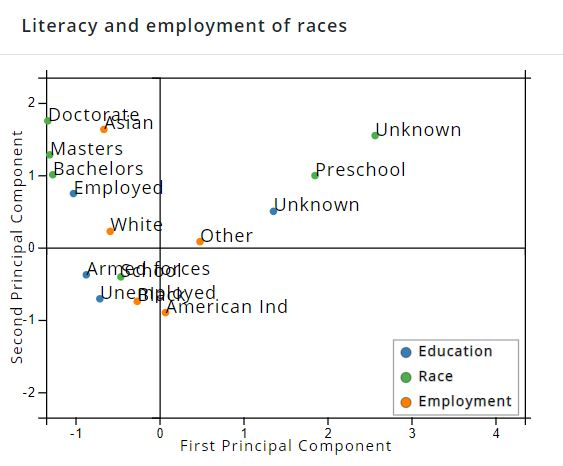 Literacy and employment of races
2
Doctorate
Asian
Unknown
Masters
Bachelors
Preschool
1
Employed
Unknown
White
Other
0
Armed forces
School
Unemployed
Black
American Ind
-1
-2
Second Principal Component
Education
Race
Employment
-1 0 1 2 3 4
First Principal Component